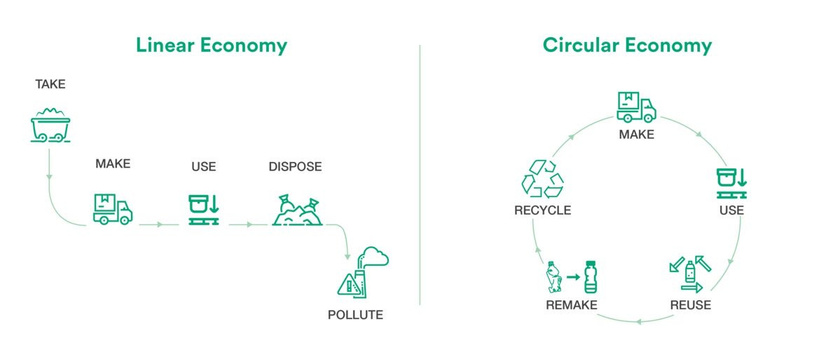 Linear Economy
TAKE
MAKE
USE
DISPOSE
POLLUTE
Circular Economy
MAKE
USE
REUSE
REMAKE
RECYCLE